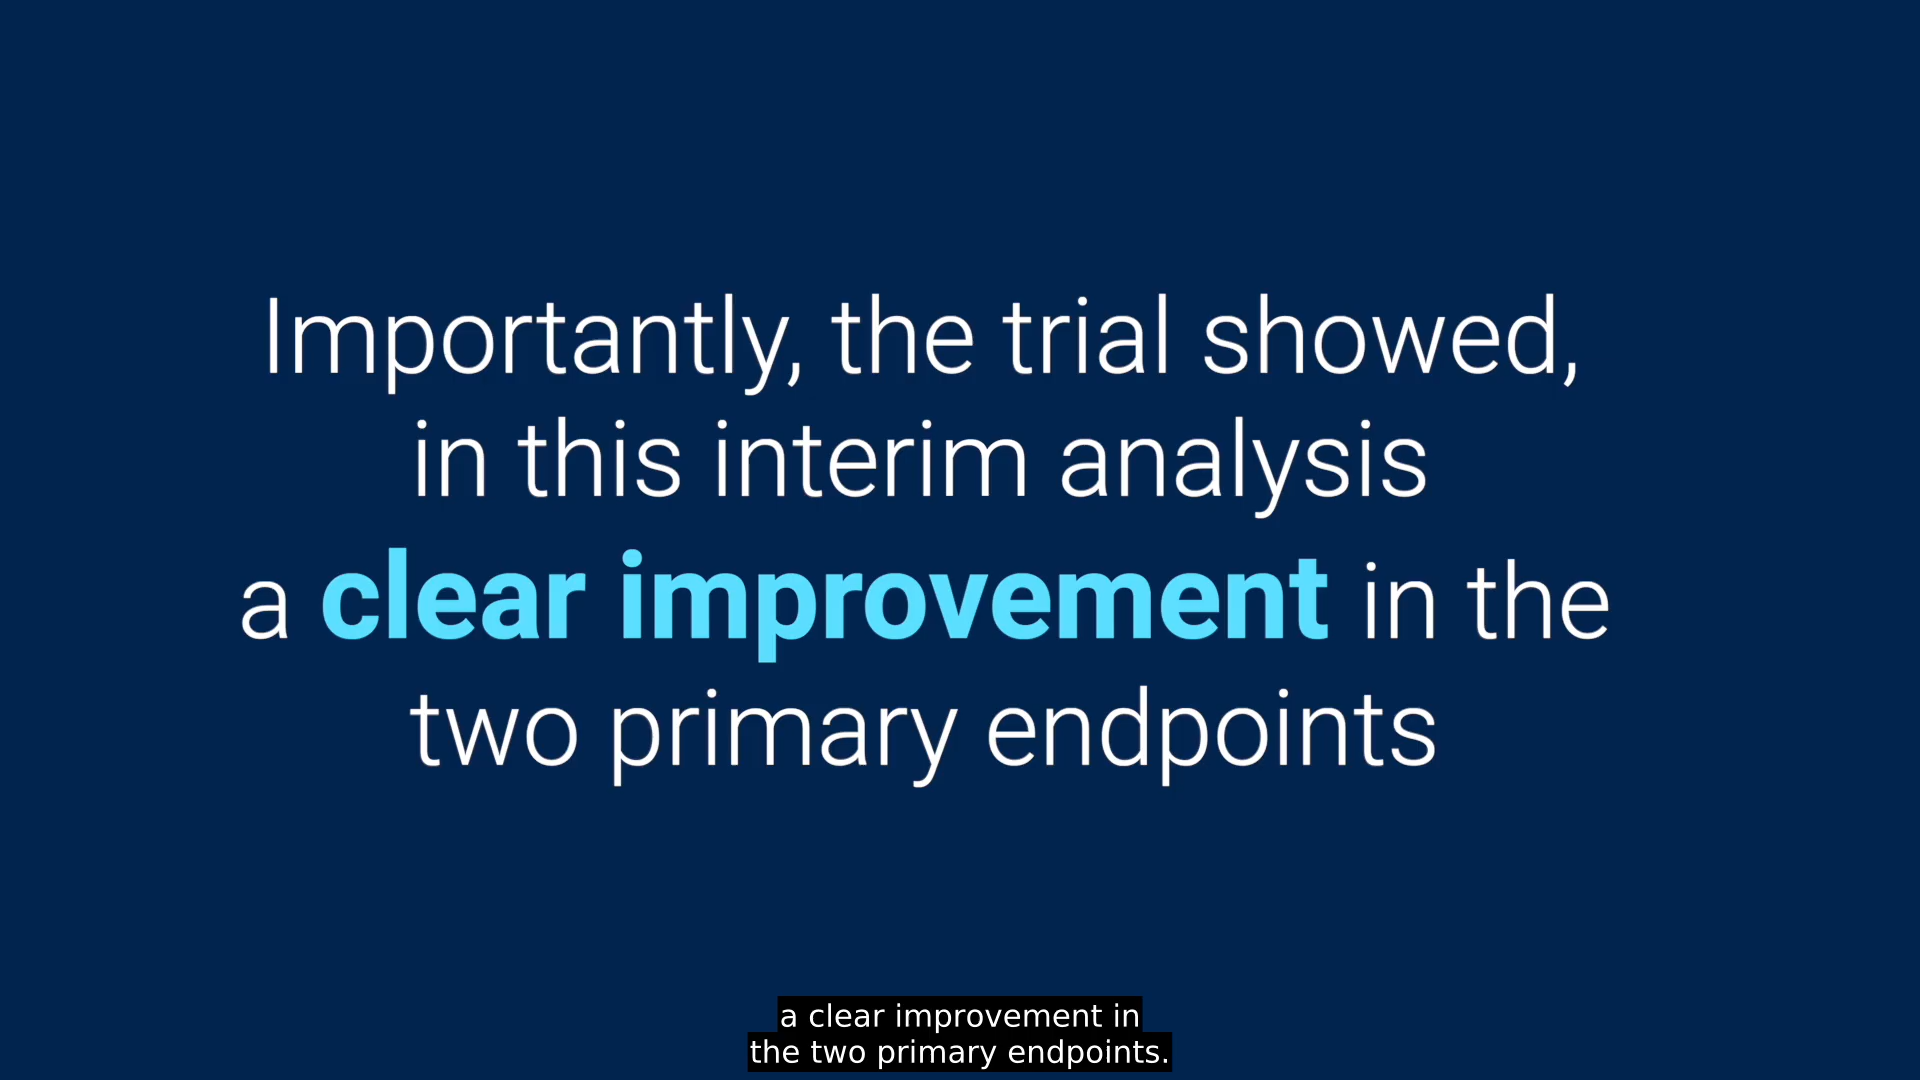 Importantly, the trial showed,
in this interim analysis
a clear improvement in the
two primary endpoints
a clear improvement in
the two primary endpoints.